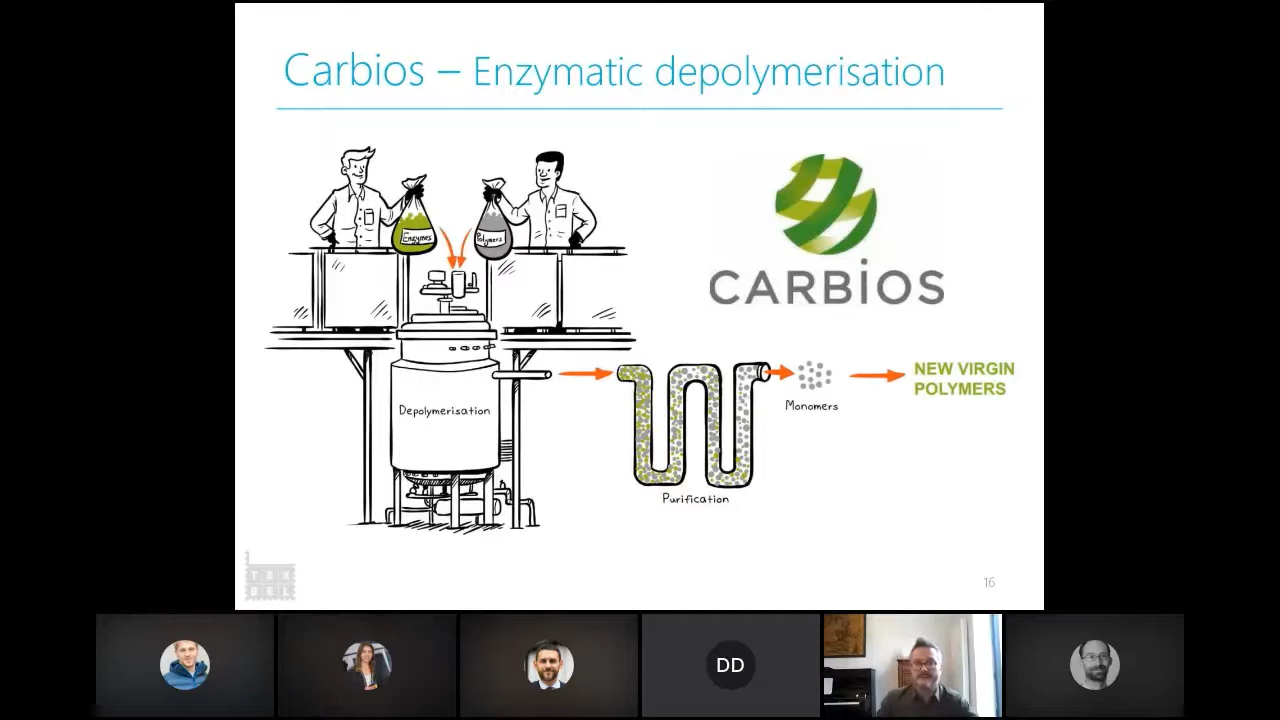 Carbios – Enzymatic depolymerisation
Enzymes
Polymers
CARBiOS
Depolymerisation
Purification
Monomers
NEW VIRGIN
POLYMERS
16
DD